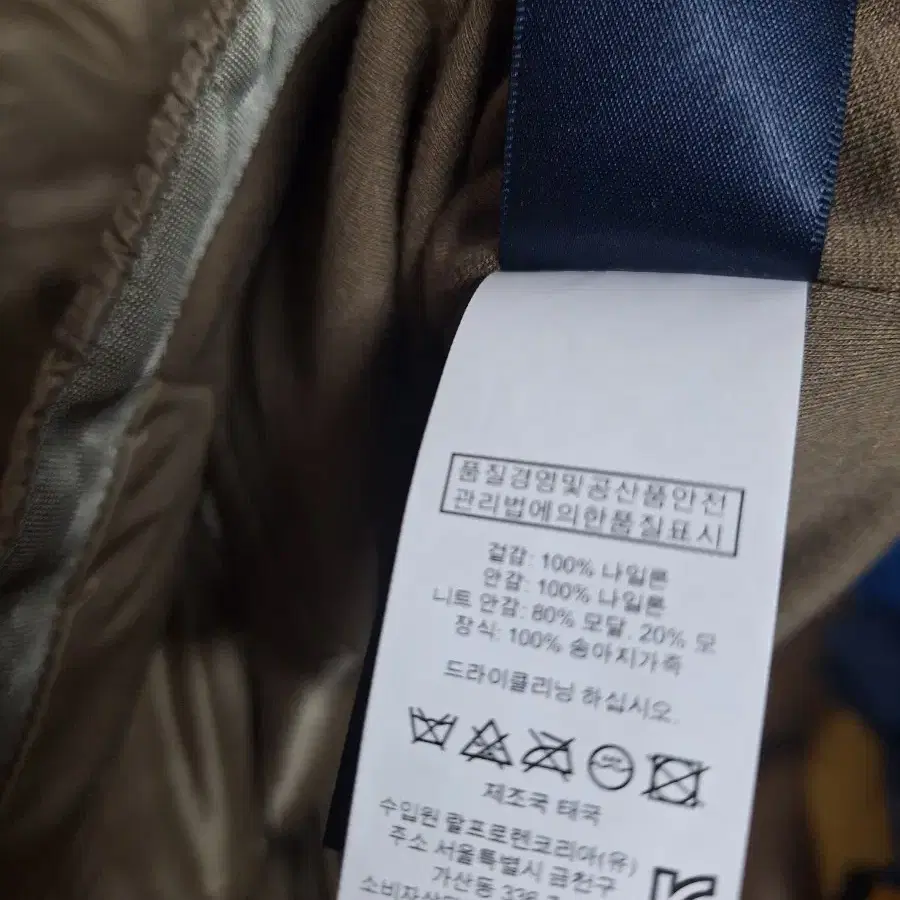 품질경영및공산품안전
관리법에의한품질표시
겉감: 100% 나일론
안감: 100% 나일론
니트 안감: 80% 모달, 20% 모
장식: 100% 송아지가죽
드라이클리닝 하십시오.
제조국 태국
수입원 랄프로렌코리아(유)
주소 서울특별시 금천구
가산동